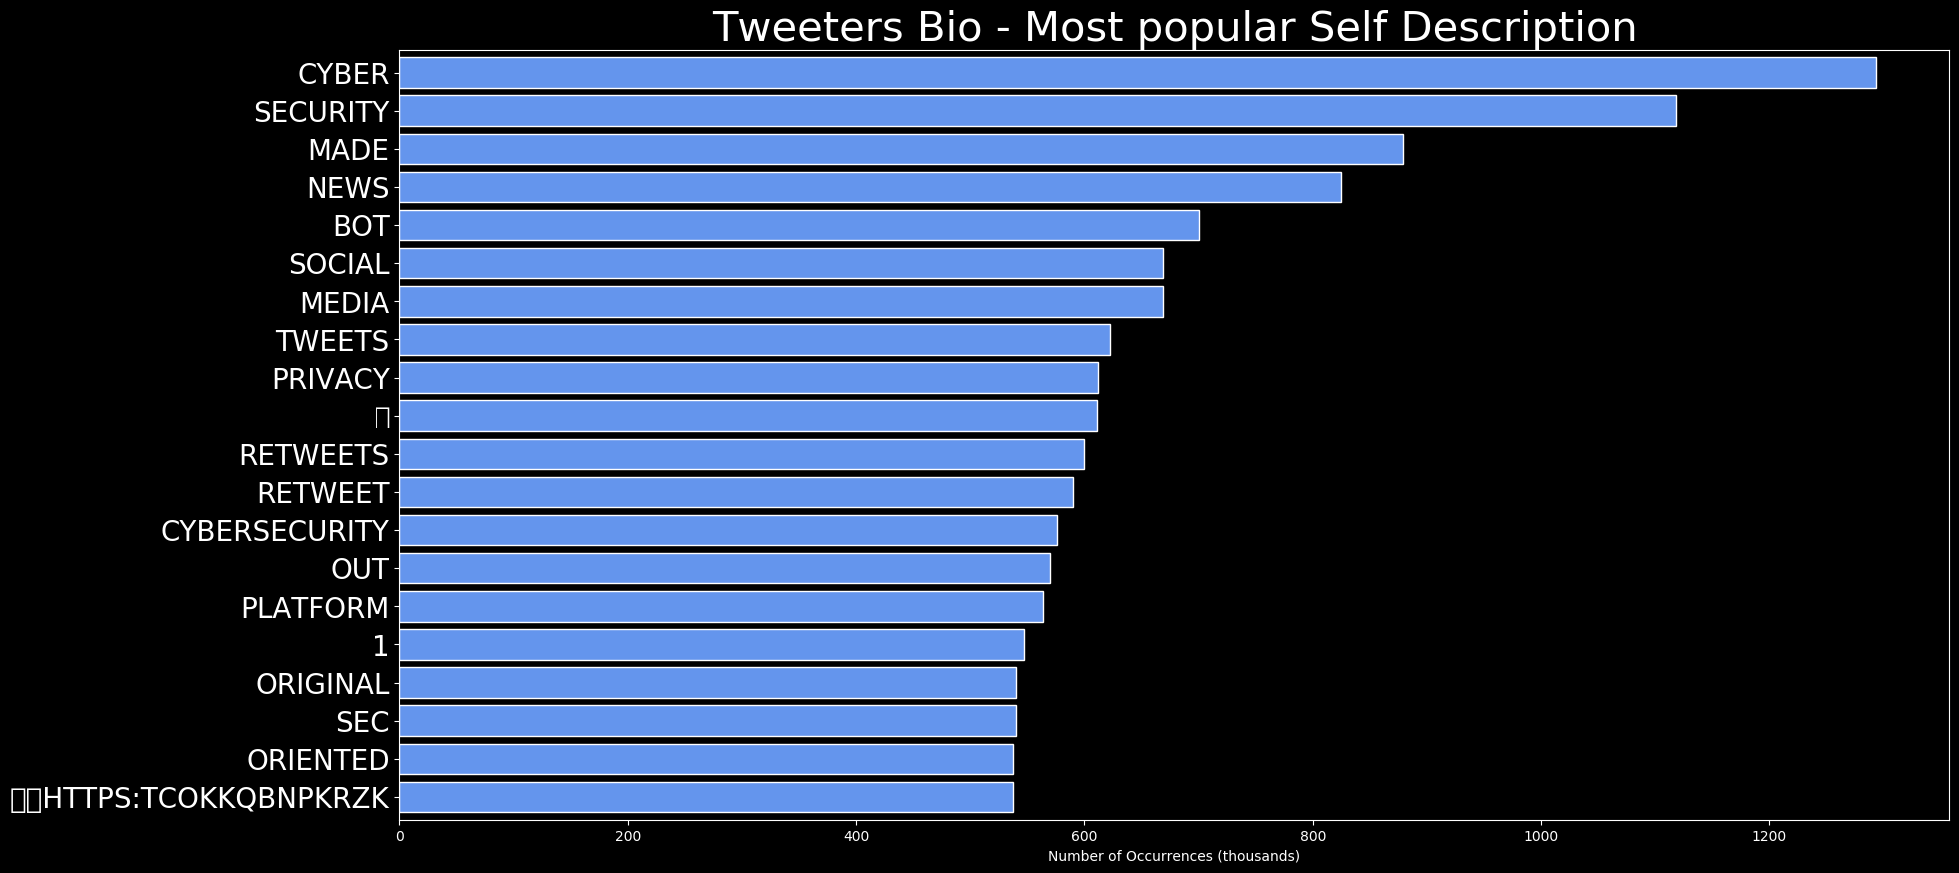 Tweeters Bio - Most popular Self Description
CYBER
SECURITY
MADE
NEWS
BOT
SOCIAL
MEDIA
TWEETS
PRIVACY
RETWEETS
RETWEET
CYBERSECURITY
OUT
PLATFORM
1
ORIGINAL
SEC
ORIENTED
HTTPS:TCOKKQBNPKRZK
0 200 400 600 800 1000 1200
Number of Occurrences (thousands)